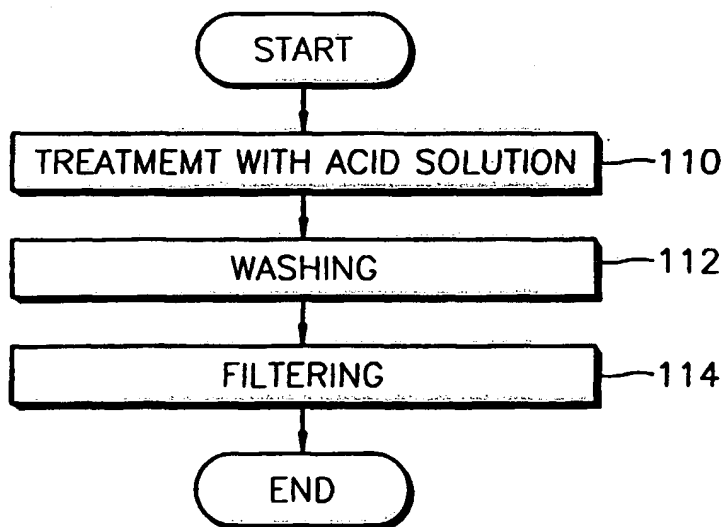 START
TREATMEMT WITH ACID SOLUTION 110
WASHING 112
FILTERING 114
END